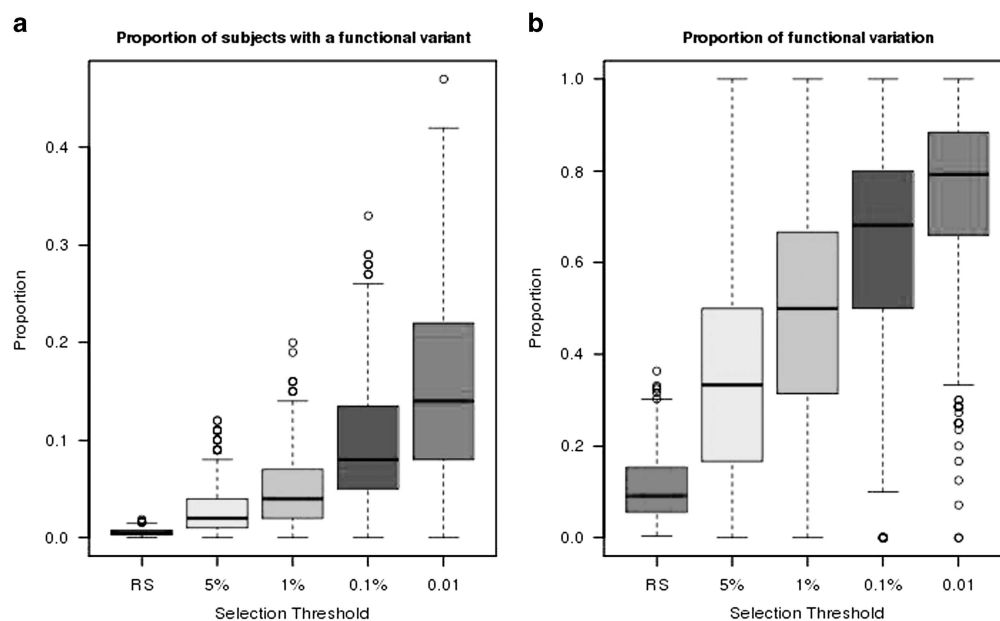 a
Proportion of subjects with a functional variant
Proportion
0.4
0.3
0.2
0.1
0.0
RS 5% 1% 0.1% 0.01
Selection Threshold
b
Proportion of functional variation
Proportion
1.0
0.8
0.6
0.4
0.2
0.0
RS 5% 1% 0.1% 0.01
Selection Threshold